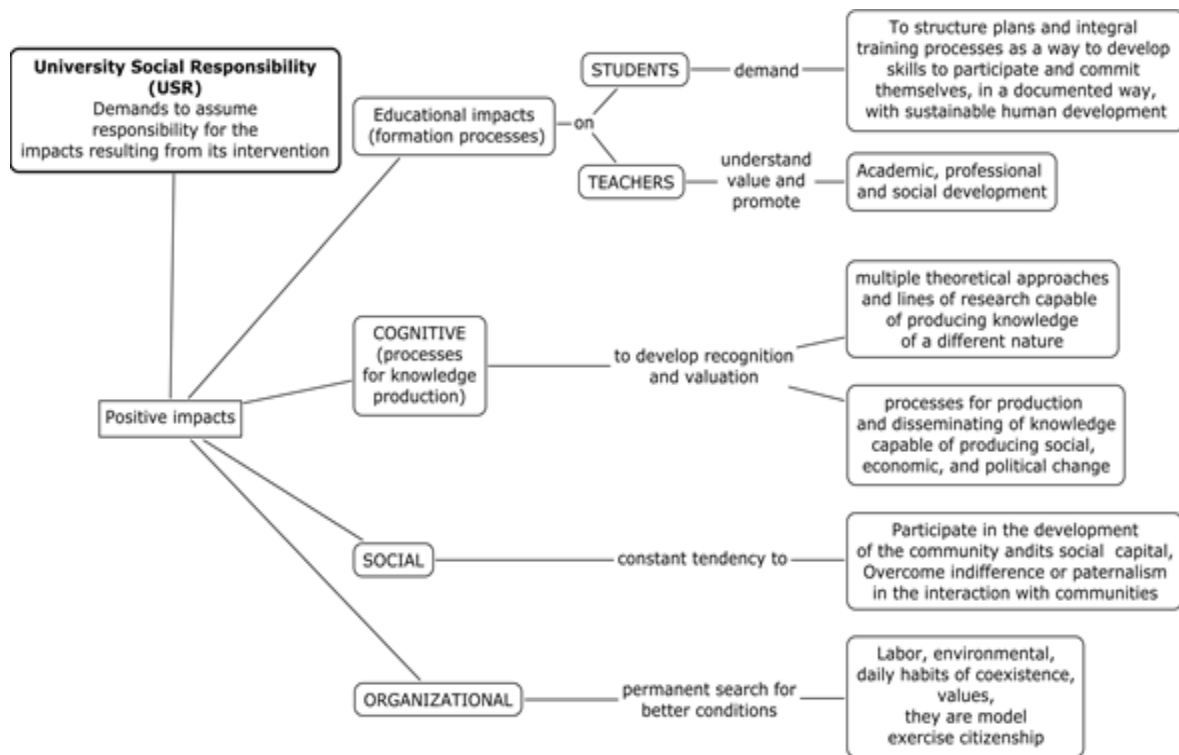 University Social Responsibility
(USR)
Demands to assume
responsibility for the
impacts resulting from its intervention
Positive impacts
Educational impacts
(formation processes)
on
STUDENTS
demand
To structure plans and integral
training processes as a way to develop
skills to participate and commit
themselves, in a documented way,
with sustainable human development
TEACHERS
understand
value and
promote
Academic, professional
and social development
COGNITIVE
(processes
for knowledge
production)
to develop recognition
and valuation
multiple theoretical approaches
and lines of research capable
of producing knowledge
of a different nature
processes for production
and disseminating of knowledge
capable of producing social,
economic, and political change
SOCIAL
constant tendency to
Participate in the development
of the community andits social capital,
Overcome indifference or paternalism
in the interaction with communities
ORGANIZATIONAL
permanent search for
better conditions
Labor, environmental,
daily habits of coexistence,
values,
they are model
exercise citizenship